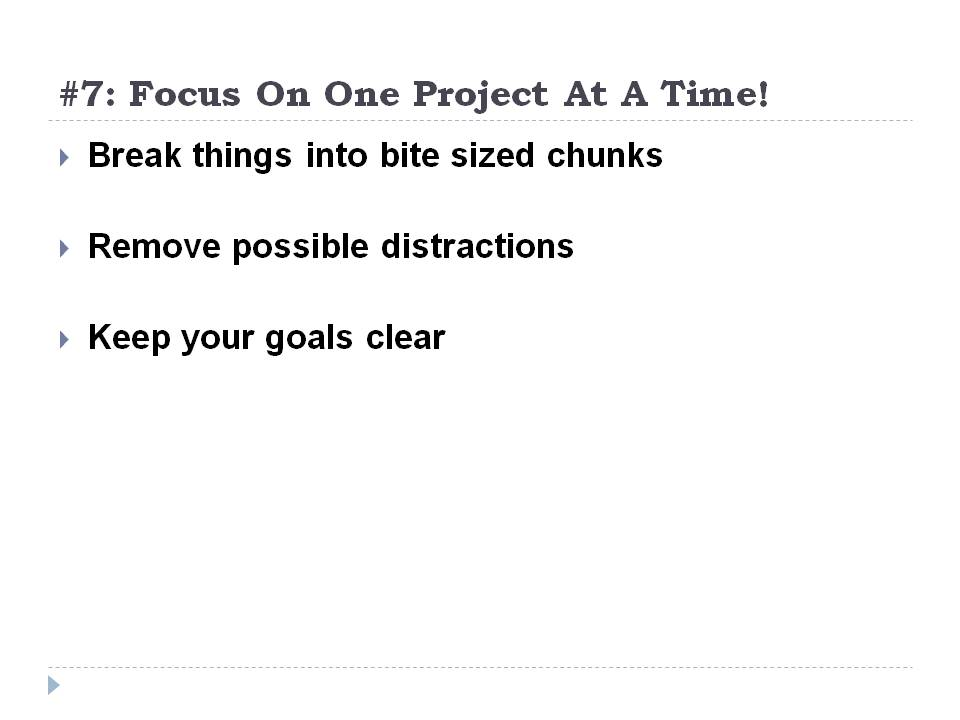 #7: Focus On One Project At A Time!
Break things into bite sized chunks
Remove possible distractions
Keep your goals clear